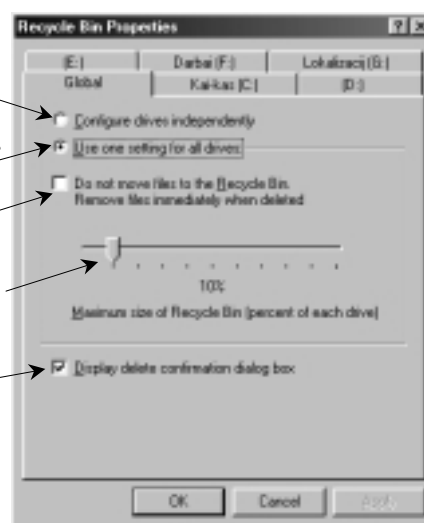 Recycle Bin Properties
(E:) Darbai (F:) Lokalizacij (G:)
Global Kai-kas (C:) (D:)
Configure drives independently
Use one setting for all drives:
Do not move files to the Recycle Bin.
Remove files immediately when deleted
10%
Maximum size of Recycle Bin (percent of each drive)
Display delete confirmation dialog box
OK Cancel Apply